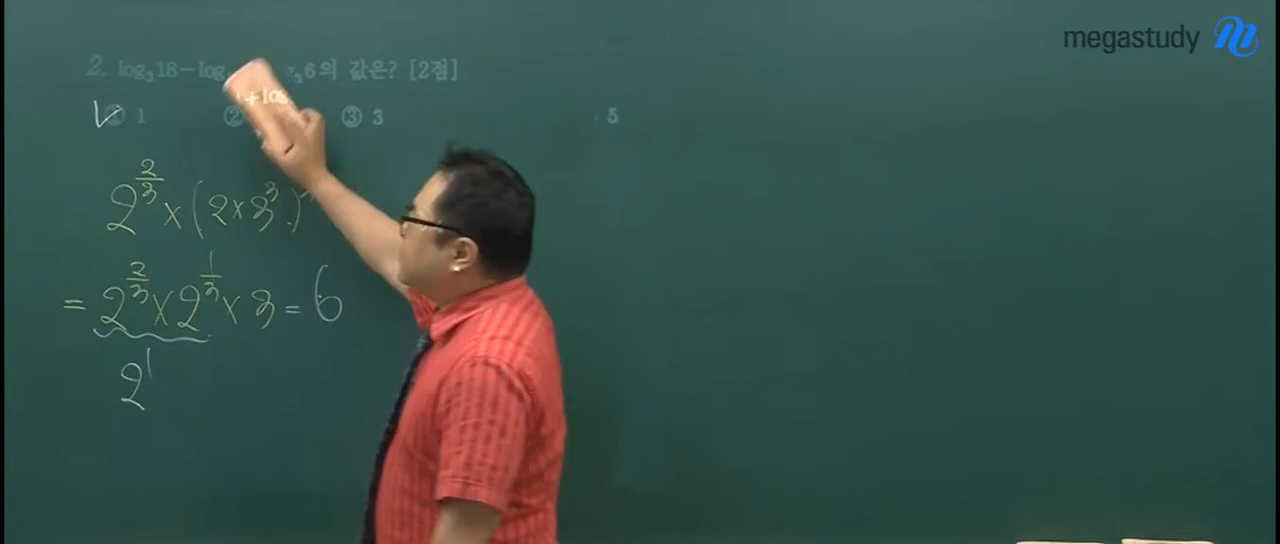 megastudy
2. log₃18-log +log ₃6의 값은? [2점]
① 1 ② ③ 3 5
2^(2/3) × (2×3³)
= 2^(2/3) × 2^(1/3) × 3 = 6
2¹